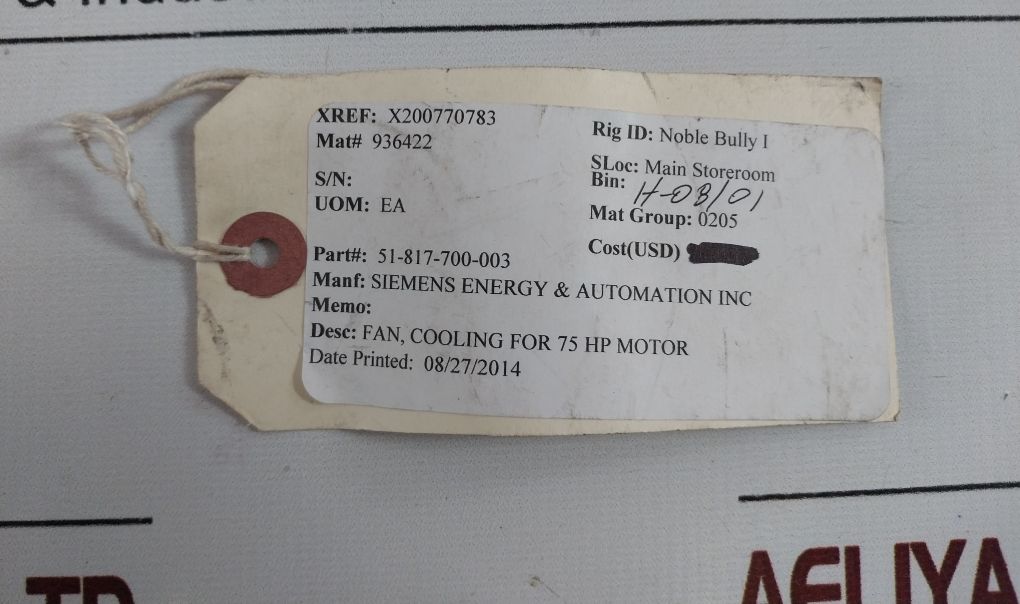 XREF: X200770783
Mat# 936422
S/N:
UOM: EA
Rig ID: Noble Bully I
SLoc: Main Storeroom
Bin: H-08/01
Mat Group: 0205
Cost(USD)
Part#: 51-817-700-003
Manf: SIEMENS ENERGY & AUTOMATION INC
Memo:
Desc: FAN, COOLING FOR 75 HP MOTOR
Date Printed: 08/27/2014
AELIYA